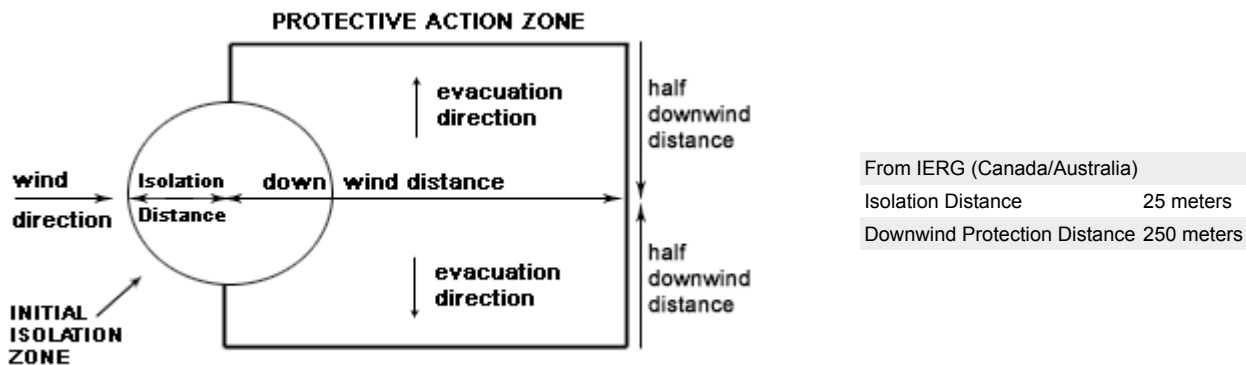 PROTECTIVE ACTION ZONE
evacuation
direction
half
downwind
distance
wind
direction
Isolation
Distance
down wind distance
evacuation
direction
half
downwind
distance
INITIAL
ISOLATION
ZONE
From IERG (Canada/Australia)
Isolation Distance 25 meters
Downwind Protection Distance 250 meters